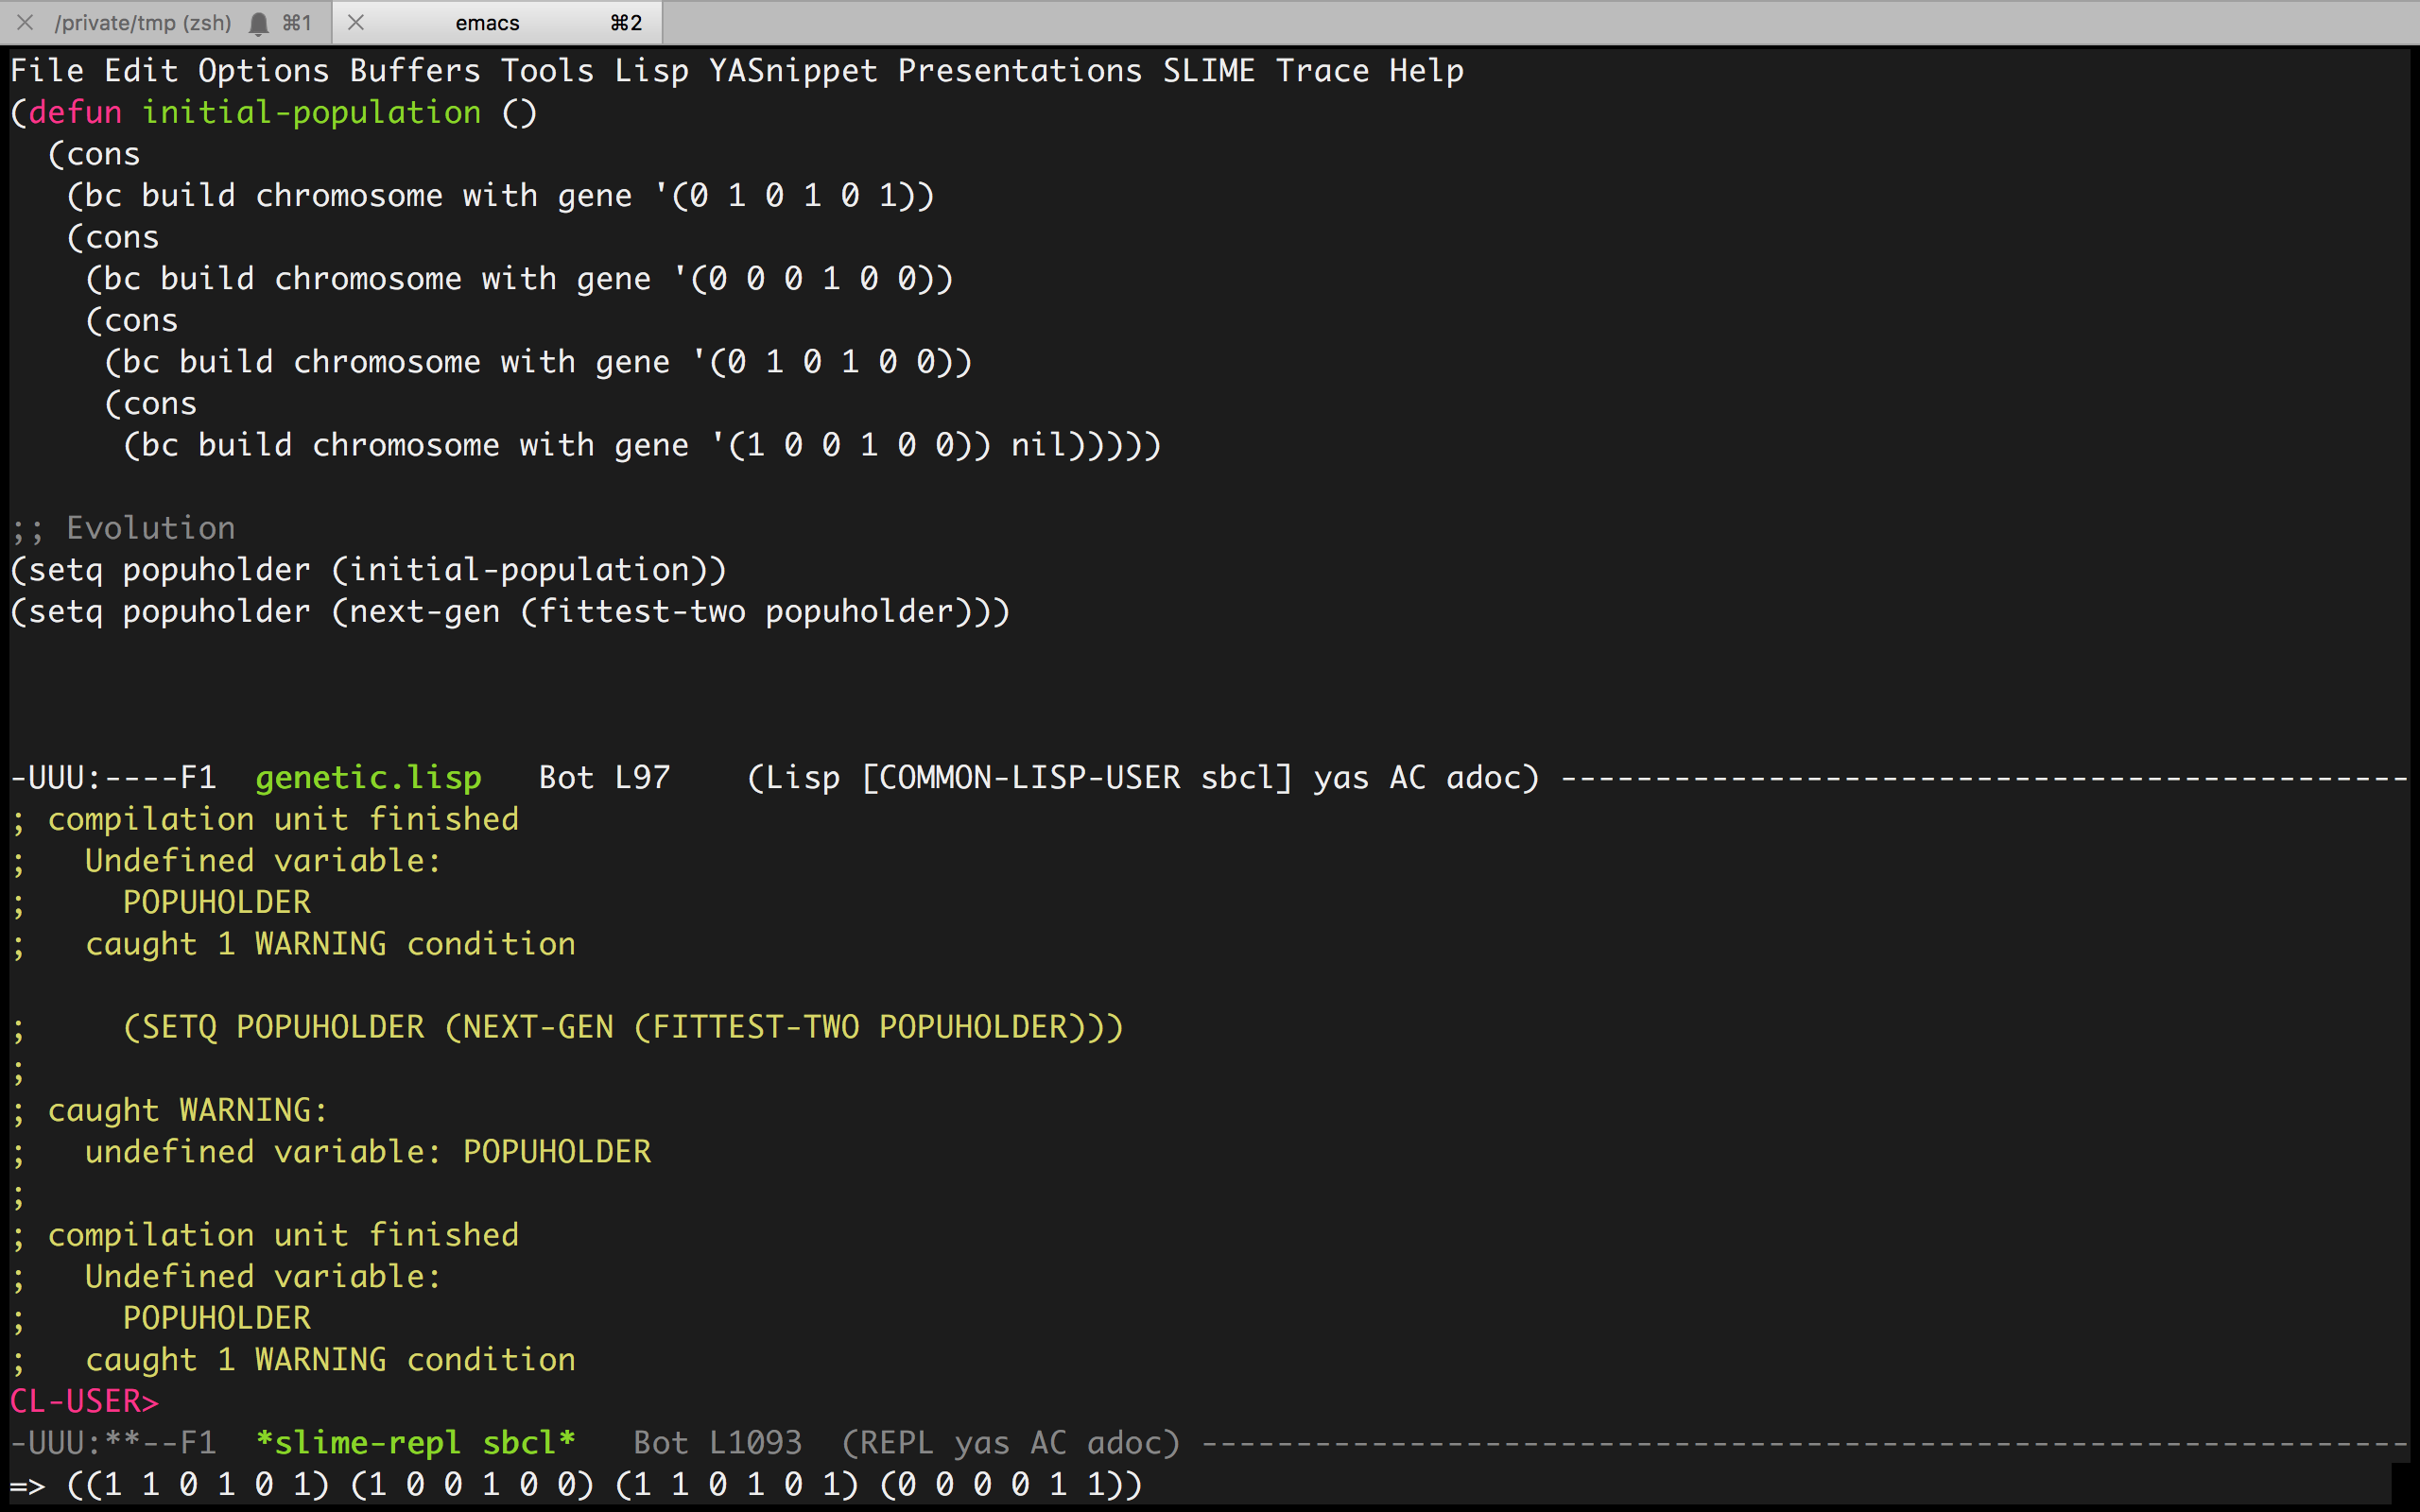 /private/tmp (zsh) ⌘1 emacs ⌘2
File Edit Options Buffers Tools Lisp YASnippet Presentations SLIME Trace Help
(defun initial-population ()
  (cons
   (bc build chromosome with gene '(0 1 0 1 0 1))
   (cons
    (bc build chromosome with gene '(0 0 0 1 0 0))
    (cons
     (bc build chromosome with gene '(0 1 0 1 0 0))
     (cons
      (bc build chromosome with gene '(1 0 0 1 0 0)) nil)))))
;; Evolution
(setq popuholder (initial-population))
(setq popuholder (next-gen (fittest-two popuholder)))
-UUU:----F1  genetic.lisp   Bot L97    (Lisp [COMMON-LISP-USER sbcl] yas AC adoc) ---------------------------------------------
; compilation unit finished
;   Undefined variable:
;     POPUHOLDER
;   caught 1 WARNING condition
;     (SETQ POPUHOLDER (NEXT-GEN (FITTEST-TWO POPUHOLDER)))
;
; caught WARNING:
;   undefined variable: POPUHOLDER
;
; compilation unit finished
;   Undefined variable:
;     POPUHOLDER
;   caught 1 WARNING condition
CL-USER>
-UUU:**--F1  *slime-repl sbcl*   Bot L1093  (REPL yas AC adoc) ----------------------------------------------------------------
=> ((1 1 0 1 0 1) (1 0 0 1 0 0) (1 1 0 1 0 1) (0 0 0 0 1 1))